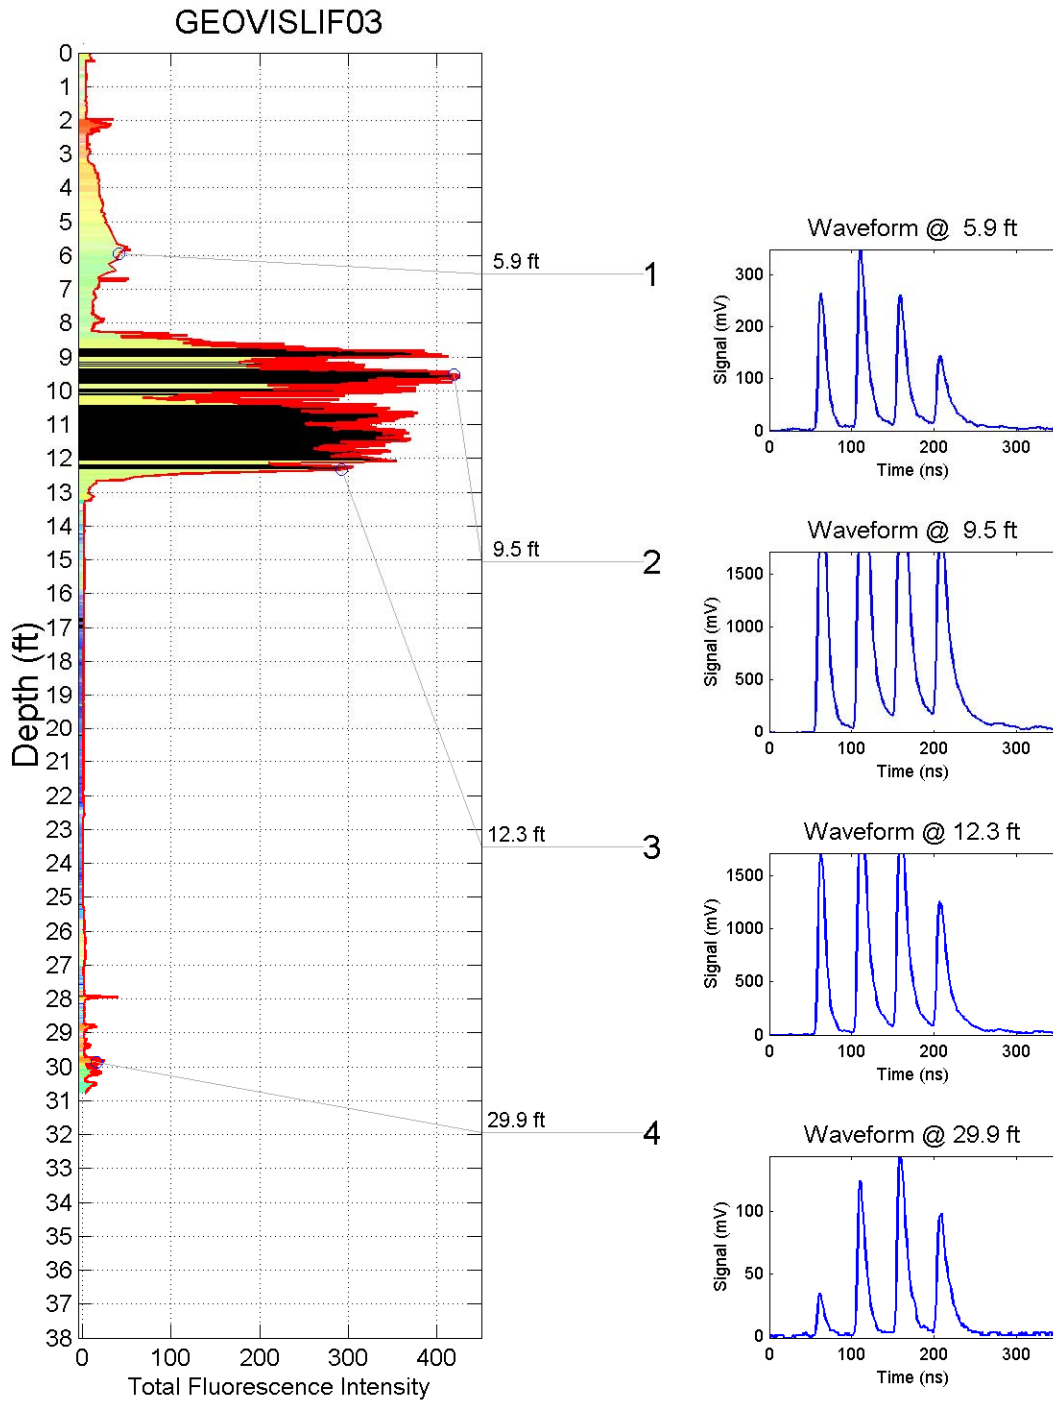 GEOVISLIF03
0
1
2
3
4
5
6
7
8
9
10
11
12
13
14
15
16
17
18
19
20
21
22
23
24
25
26
27
28
29
30
31
32
33
34
35
36
37
38
Depth (ft)
0 100 200 300 400
Total Fluorescence Intensity
5.9 ft
1
9.5 ft
2
12.3 ft
3
29.9 ft
4
Waveform @ 5.9 ft
300
200
100
0
Signal (mV)
0 100 200 300
Time (ns)
Waveform @ 9.5 ft
1500
1000
500
0
Signal (mV)
0 100 200 300
Time (ns)
Waveform @ 12.3 ft
1500
1000
500
0
Signal (mV)
0 100 200 300
Time (ns)
Waveform @ 29.9 ft
100
50
0
Signal (mV)
0 100 200 300
Time (ns)